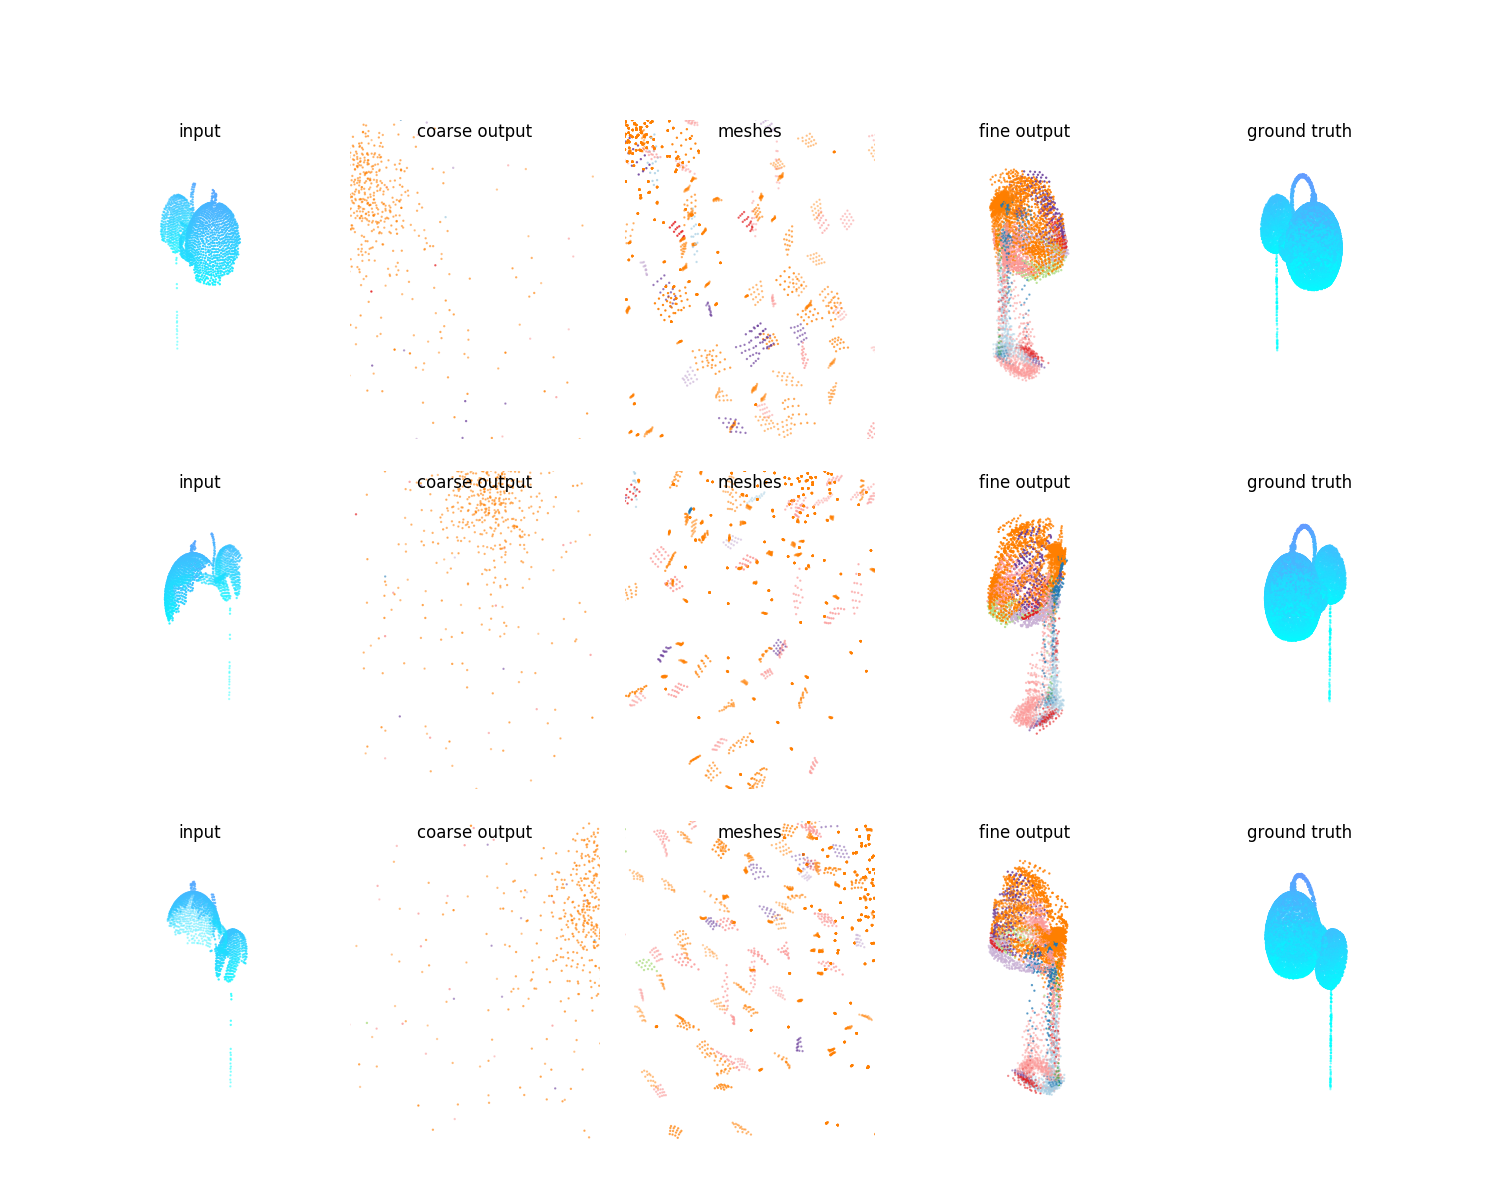 input
coarse output
meshes
fine output
ground truth
input
coarse output
meshes
fine output
ground truth
input
coarse output
meshes
fine output
ground truth